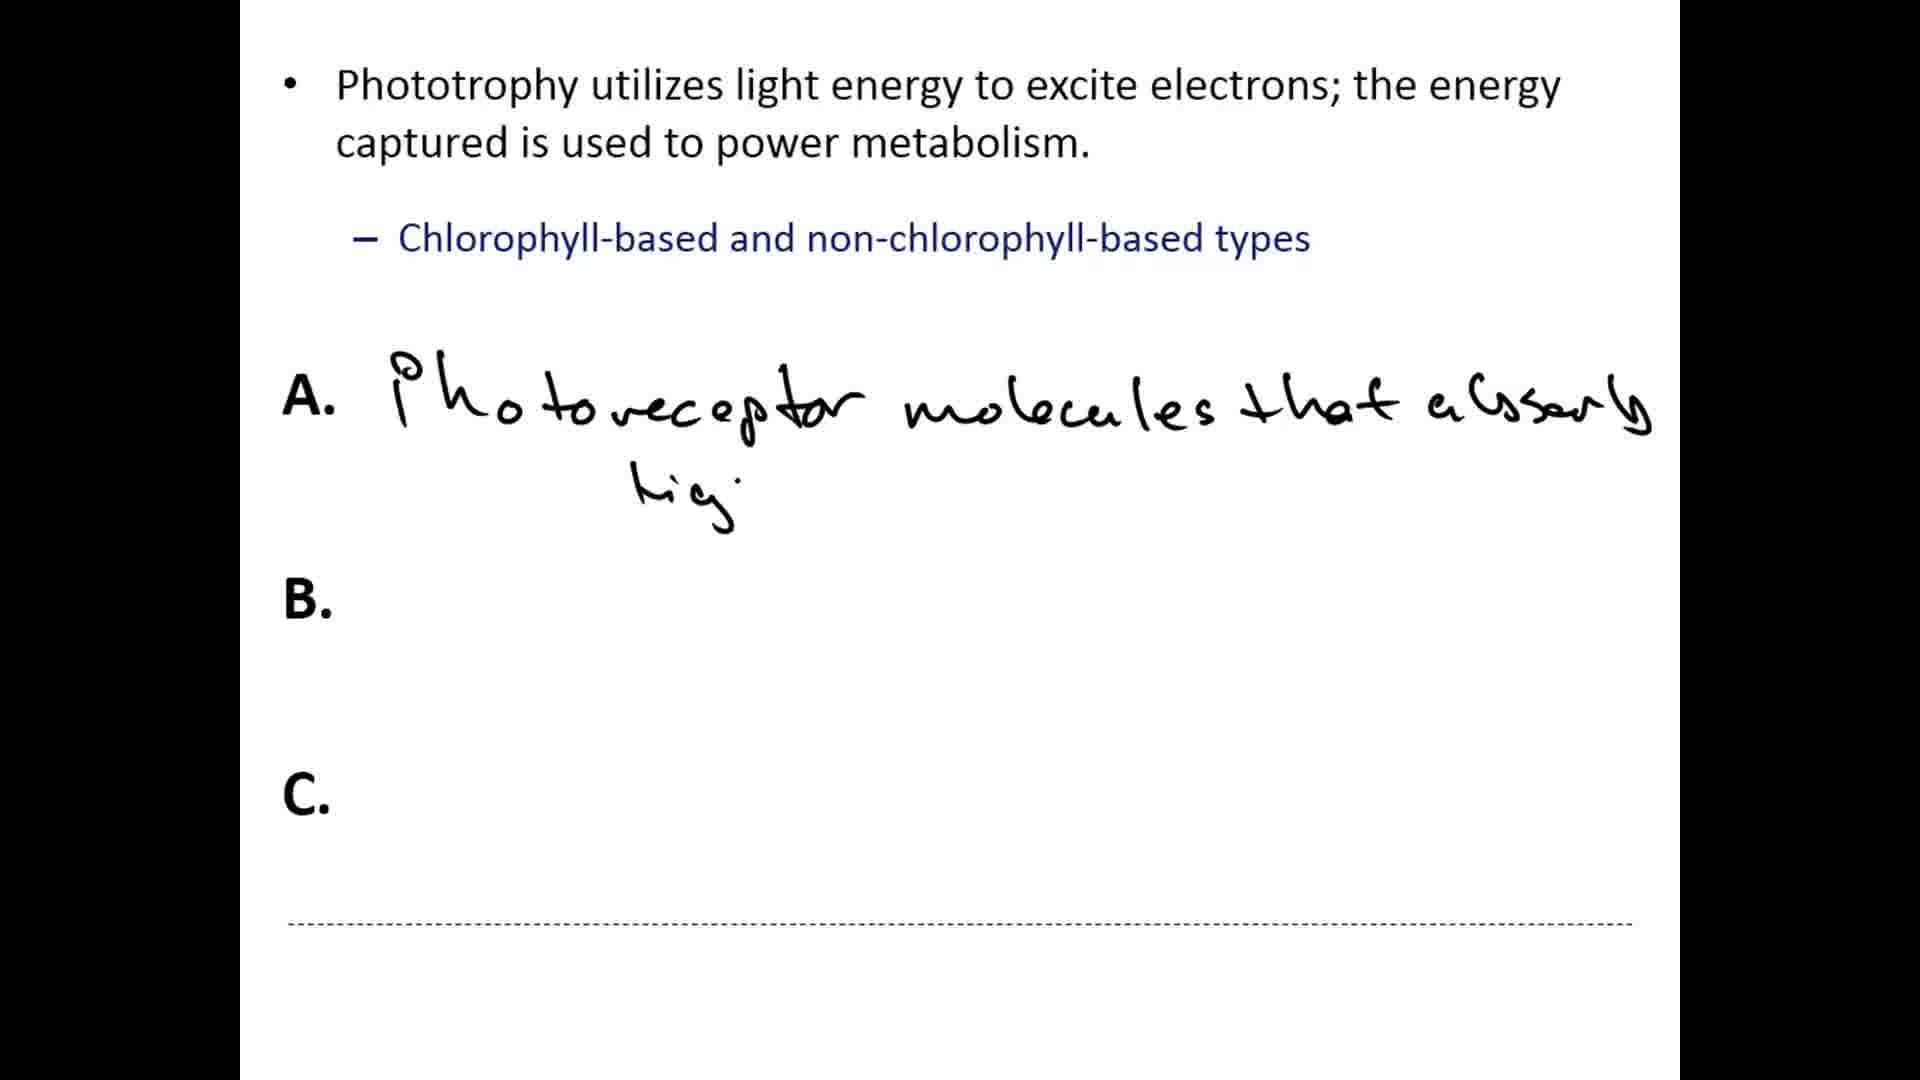 • Phototrophy utilizes light energy to excite electrons; the energy
captured is used to power metabolism.
– Chlorophyll-based and non-chlorophyll-based types
A. Photoreceptor molecules that absorb
lig
B.
C.